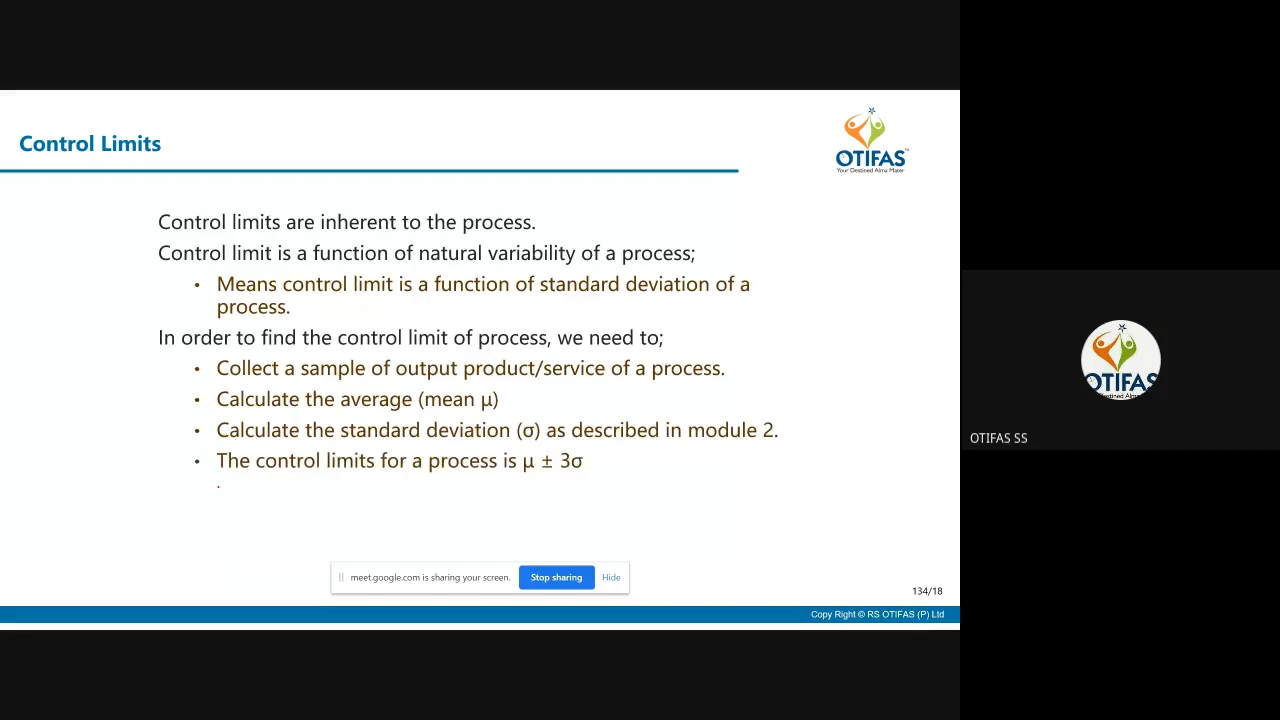 Control Limits
OTIFAS™
Your Destined Alma Mater
Control limits are inherent to the process.
Control limit is a function of natural variability of a process;
• Means control limit is a function of standard deviation of a
process.
In order to find the control limit of process, we need to;
• Collect a sample of output product/service of a process.
• Calculate the average (mean μ)
• Calculate the standard deviation (σ) as described in module 2.
• The control limits for a process is μ ± 3σ
.
meet.google.com is sharing your screen. Stop sharing Hide
134/18
Copy Right © RS OTIFAS (P) Ltd
OTIFAS
Destined Alma
OTIFAS SS